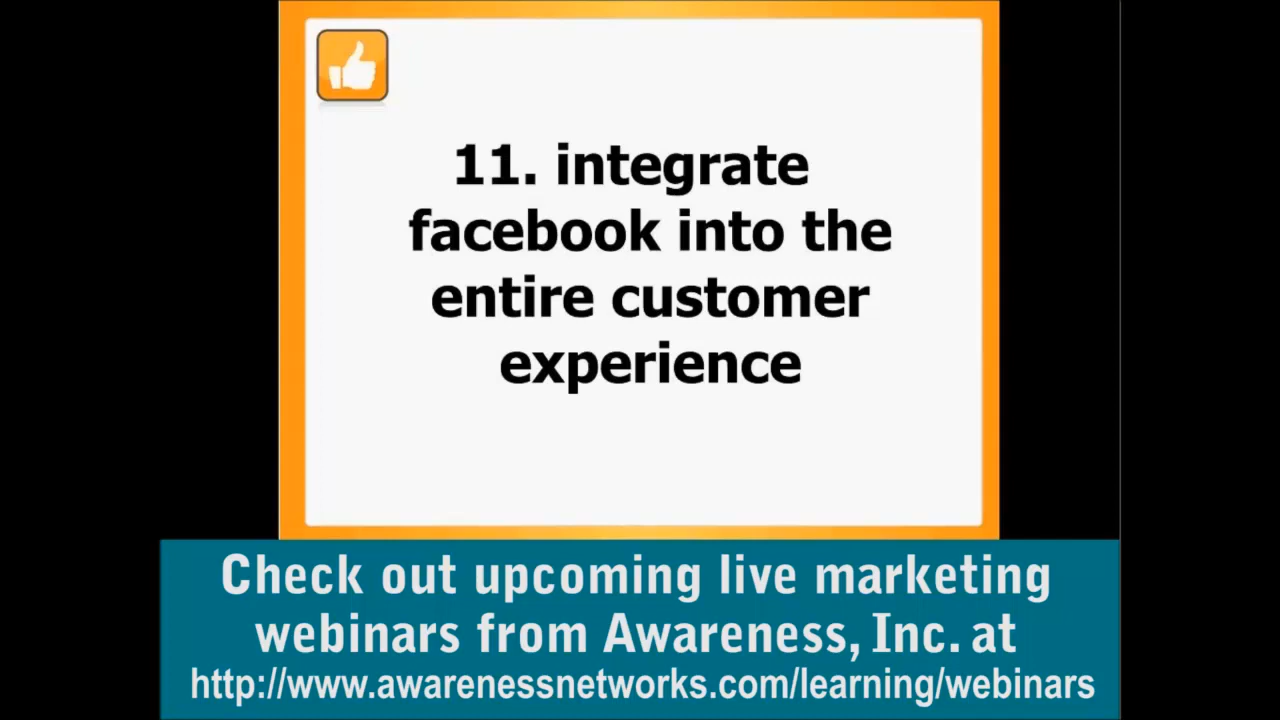 11. integrate
facebook into the
entire customer
experience
Check out upcoming live marketing
webinars from Awareness, Inc. at
http://www.awarenessnetworks.com/learning/webinars